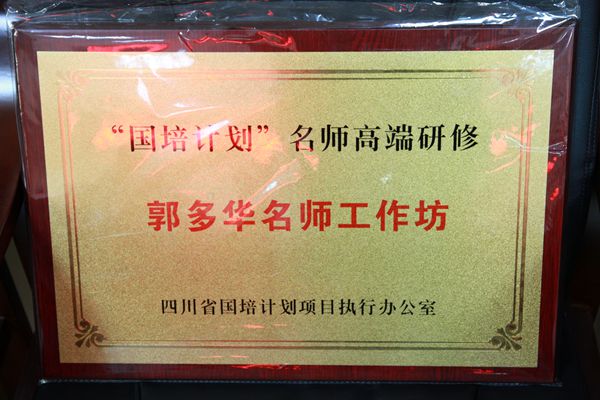 “国培计划”名师高端研修
郭多华名师工作坊
四川省国培计划项目执行办公室